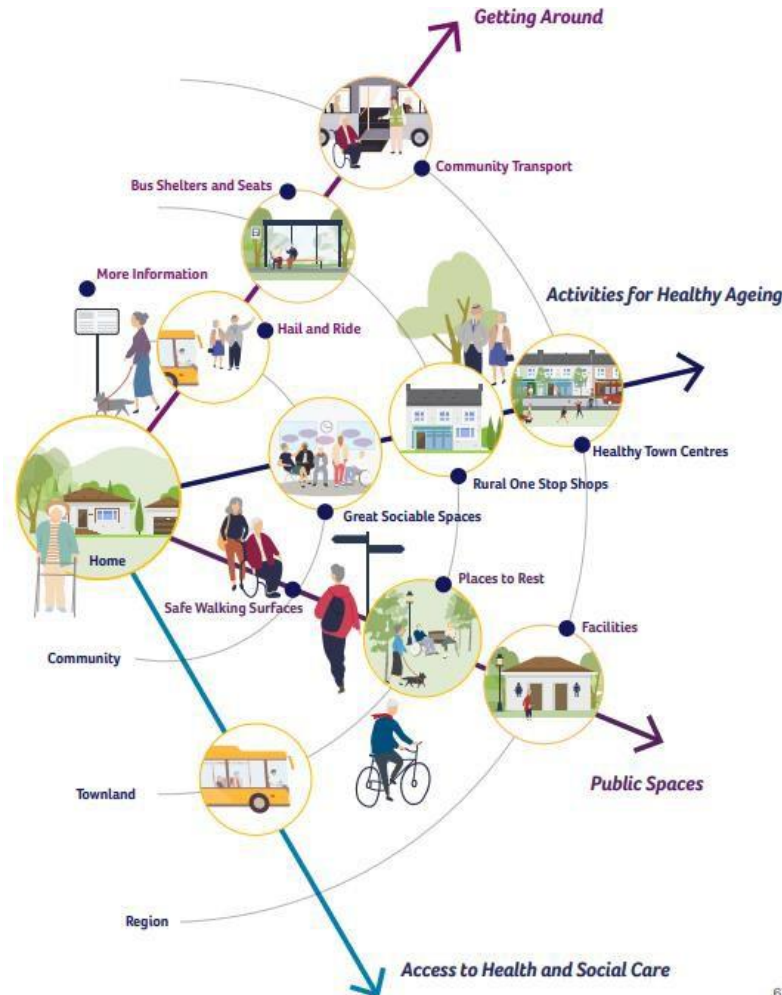 Getting Around
Community Transport
Bus Shelters and Seats
More Information
Activities for Healthy Ageing
Hail and Ride
Healthy Town Centres
Rural One Stop Shops
Great Sociable Spaces
Home
Places to Rest
Safe Walking Surfaces
Facilities
Community
Public Spaces
Townland
Region
Access to Health and Social Care
6